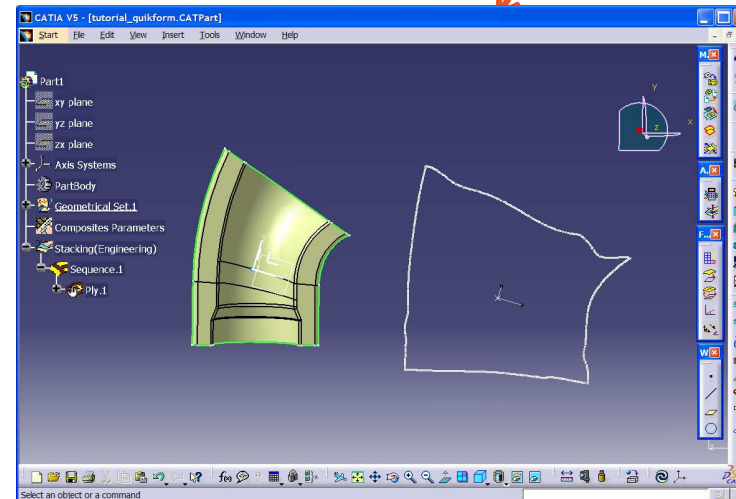 CATIA V5 - [tutorial_quikform.CATPart]
Start File Edit View Insert Tools Window Help
Part1
xy plane
yz plane
zx plane
Axis Systems
PartBody
Geometrical Set.1
Composites Parameters
Stacking(Engineering)
Sequence.1
Ply.1
y
x
z
M...
A...
F...
W
Select an object or a command